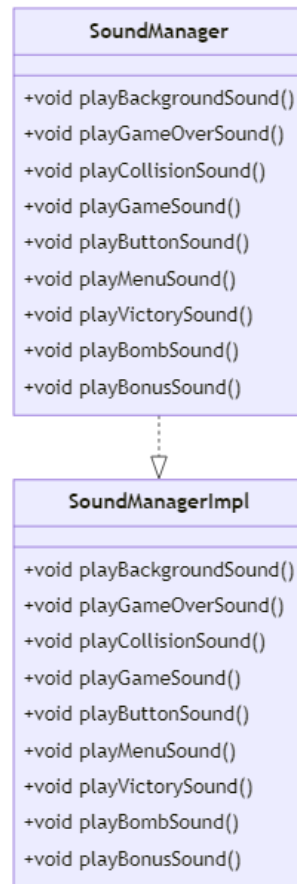 SoundManager
+void playBackgroundSound()
+void playGameOverSound()
+void playCollisionSound()
+void playGameSound()
+void playButtonSound()
+void playMenuSound()
+void playVictorySound()
+void playBombSound()
+void playBonusSound()
SoundManagerImpl
+void playBackgroundSound()
+void playGameOverSound()
+void playCollisionSound()
+void playGameSound()
+void playButtonSound()
+void playMenuSound()
+void playVictorySound()
+void playBombSound()
+void playBonusSound()